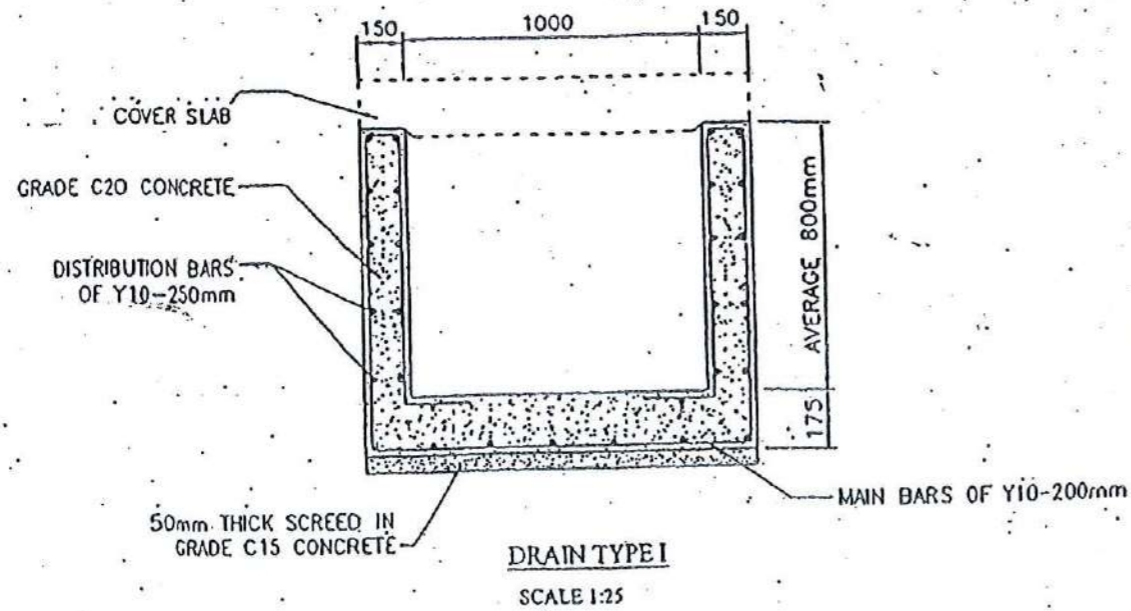 150
1000
150
COVER SLAB
GRADE C20 CONCRETE
DISTRIBUTION BARS
OF Y10-250mm
AVERAGE 800mm
175
MAIN BARS OF Y10-200mm
50mm THICK SCREED IN
GRADE C15 CONCRETE
DRAIN TYPE I
SCALE 1:25